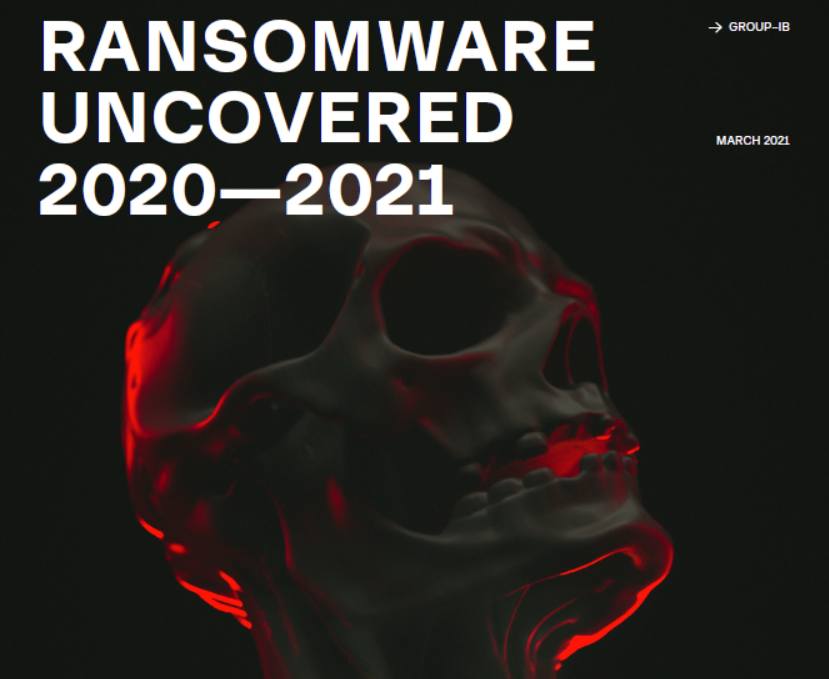 RANSOMWARE
UNCOVERED
2020—2021
→ GROUP–IB
MARCH 2021